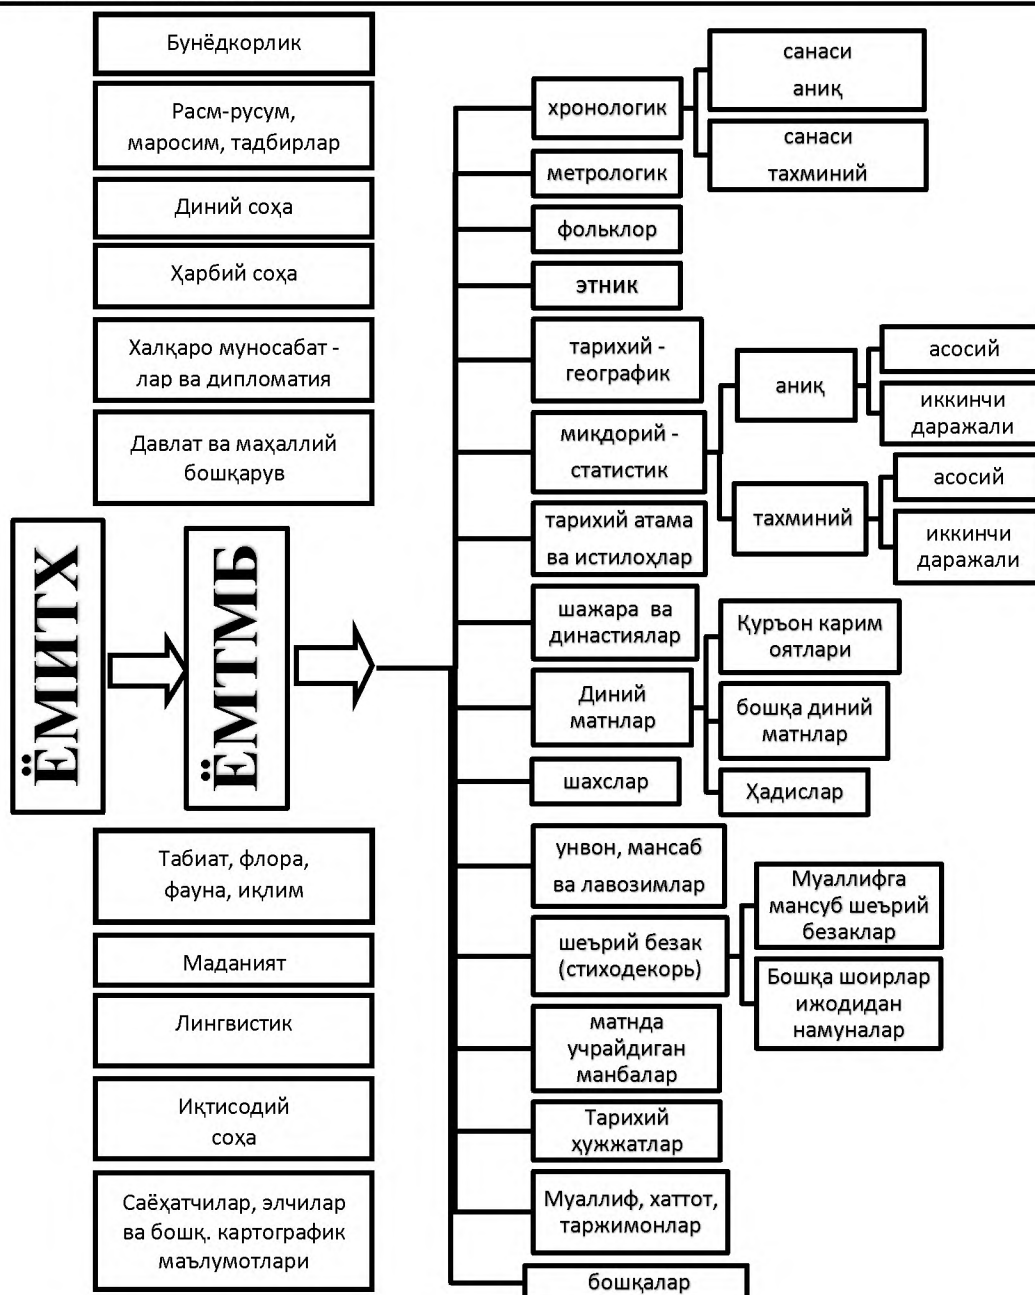 Бунёдкорлик
Расм-русум,
маросим, тадбирлар
Диний соҳа
Ҳарбий соҳа
Халқаро муносабат -
лар ва дипломатия
Давлат ва маҳаллий
бошқарув
ЁМИТХ
ЁМТМБ
Табиат, флора,
фауна, иқлим
Маданият
Лингвистик
Иқтисодий
соҳа
Саёҳатчилар, элчилар
ва бошқ. картографик
маълумотлари
хронологик
санаси
аниқ
санаси
тахминий
метрологик
фольклор
этник
тарихий -
географик
миқдорий -
статистик
аниқ
асосий
иккинчи
даражали
тахминий
асосий
иккинчи
даражали
тарихий атама
ва истилоҳлар
шажара ва
династиялар
Диний
матнлар
Қуръон карим
оятлари
бошқа диний
матнлар
Ҳадислар
шахслар
унвон, мансаб
ва лавозимлар
шеърий безак
(стиходекорь)
Муаллифга
мансуб шеърий
безаклар
Бошқа шоирлар
ижодидан
намуналар
матнда
учрайдиган
манбалар
Тарихий
ҳужжатлар
Муаллиф, хаттот,
таржимонлар
бошқалар